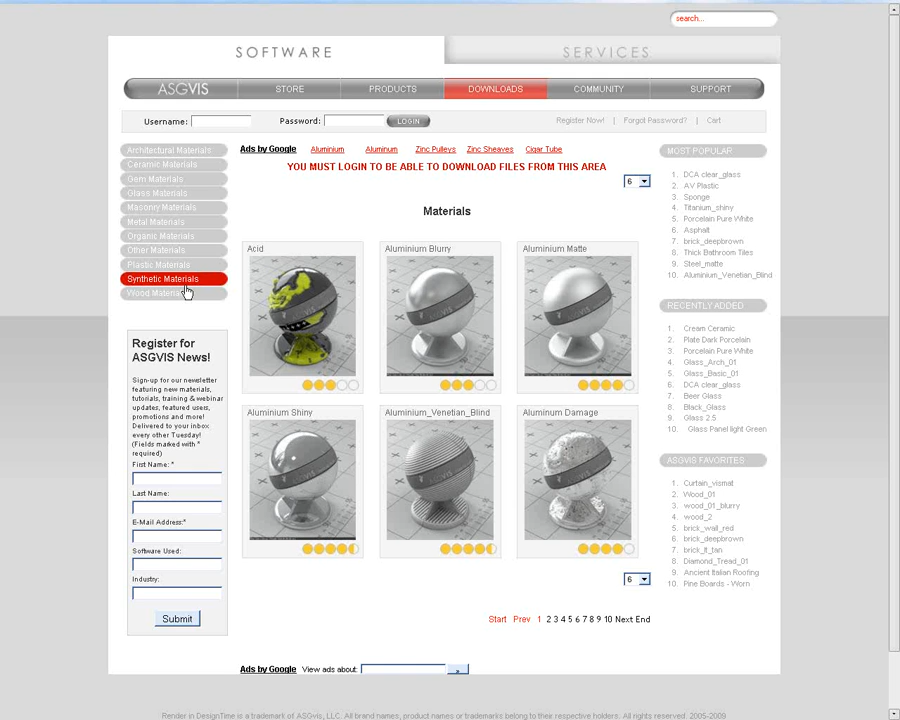 search...
SOFTWARE
SERVICES
ASGVIS
STORE
PRODUCTS
DOWNLOADS
COMMUNITY
SUPPORT
Username:
Password:
LOGIN
Register Now! | Forgot Password? | Cart
Architectural Materials
Ceramic Materials
Gem Materials
Glass Materials
Masonry Materials
Metal Materials
Organic Materials
Other Materials
Plastic Materials
Synthetic Materials
Wood Materials
Register for
ASGVIS News!
Sign-up for our newsletter
featuring new materials,
tutorials, training & webinar
updates, featured users,
promotions and more!
Delivered to your inbox
every other Tuesday!
(Fields marked with *
required)
First Name: *
Last Name:
E-Mail Address:*
Software Used:
Industry:
Submit
Ads by Google Aluminium Aluminum Zinc Pulleys Zinc Sheaves Cigar Tube
YOU MUST LOGIN TO BE ABLE TO DOWNLOAD FILES FROM THIS AREA
6
Materials
Acid
Aluminium Blurry
Aluminium Matte
Aluminium Shiny
Aluminium_Venetian_Blind
Aluminum Damage
6
Start Prev 1 2 3 4 5 6 7 8 9 10 Next End
Ads by Google View ads about: »
MOST POPULAR
1. DCA clear_glass
2. AV Plastic
3. Sponge
4. Titanium_shiny
5. Porcelain Pure White
6. Asphalt
7. brick_deepbrown
8. Thick Bathroom Tiles
9. Steel_matte
10. Aluminium_Venetian_Blind
RECENTLY ADDED
1. Cream Ceramic
2. Plate Dark Porcelain
3. Porcelain Pure White
4. Glass_Arch_01
5. Glass_Basic_01
6. DCA clear_glass
7. Beer Glass
8. Black_Glass
9. Glass 2.5
10. Glass Panel light Green
ASGVIS FAVORITES
1. Curtain_vismat
2. Wood_01
3. wood_01_blurry
4. wood_2
5. brick_wall_red
6. brick_deepbrown
7. brick_lt_tan
8. Diamond_Tread_01
9. Ancient Italian Roofing
10. Pine Boards - Worn
Render in DesignTime is a trademark of ASGvis, LLC. All brand names, product names or trademarks belong to their respective holders. All rights reserved. 2005-2009